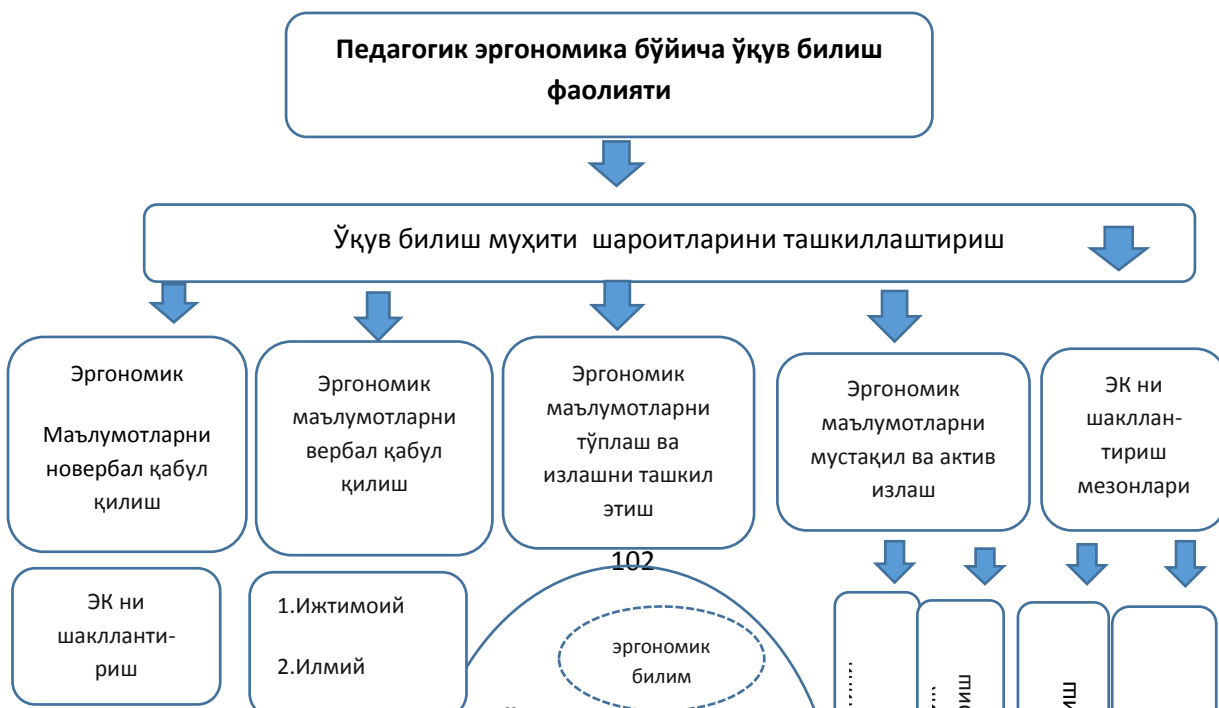 Педагогик эргономика бўйича ўқув билиш
фаолияти
Ўқув билиш муҳити шароитларини ташкиллаштириш
Эргономик
Маълумотларни
новербал қабул
қилиш
Эргономик
маълумотларни
вербал қабул
қилиш
Эргономик
маълумотларни
тўплаш ва
излашни ташкил
этиш
Эргономик
маълумотларни
мустақил ва актив
излаш
ЭК ни
шакллан-
тириш
мезонлари
102
ЭК ни
шакллантi-
риш
1.Ижтимоий
2.Илмий
эргономик
билим